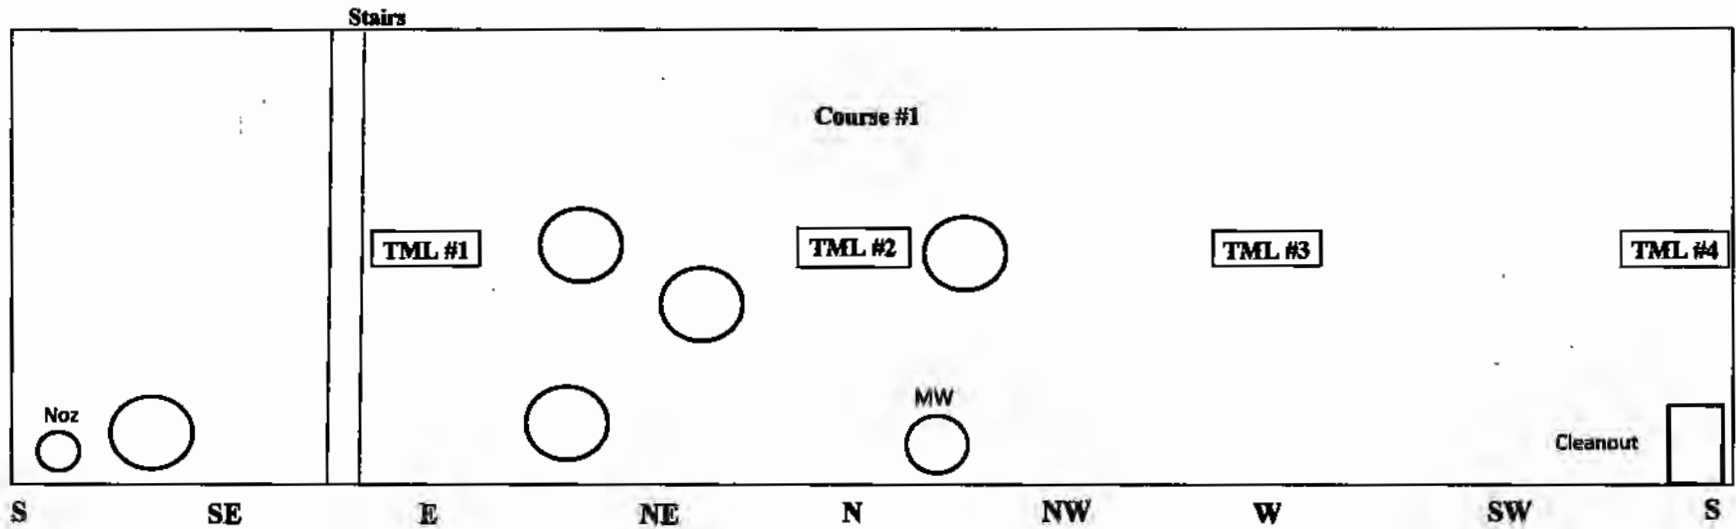 Stairs
Course #1
TML #1
TML #2
TML #3
TML #4
MW
Noz
Cleanout
S SE E NE N NW W SW S